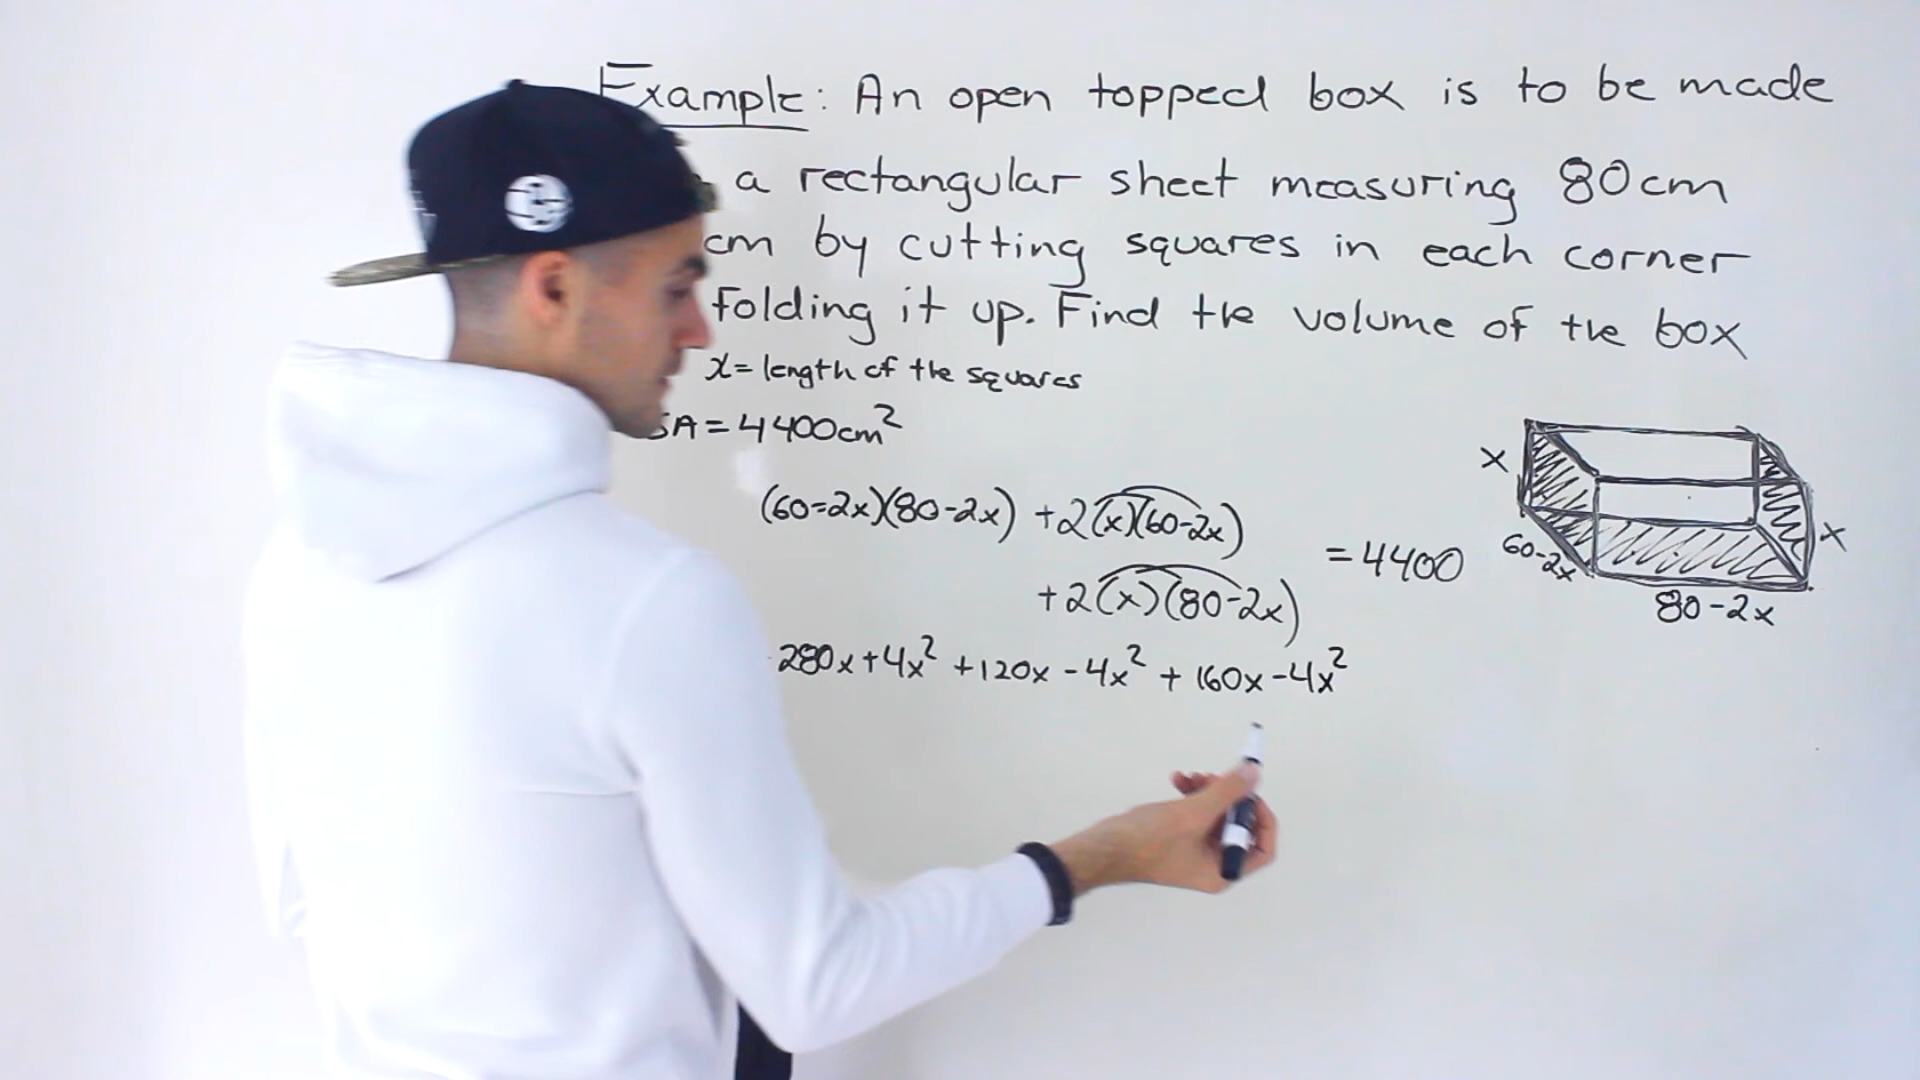 Example: An open topped box is to be made
a rectangular sheet measuring 80cm
cm by cutting squares in each corner
folding it up. Find the volume of the box
x = length of the squares
SA = 4400cm²
(60-2x)(80-2x) + 2(x)(60-2x)
= 4400
+ 2(x)(80-2x)
280x + 4x² + 120x - 4x² + 160x - 4x²
x
60-2x
80-2x
x